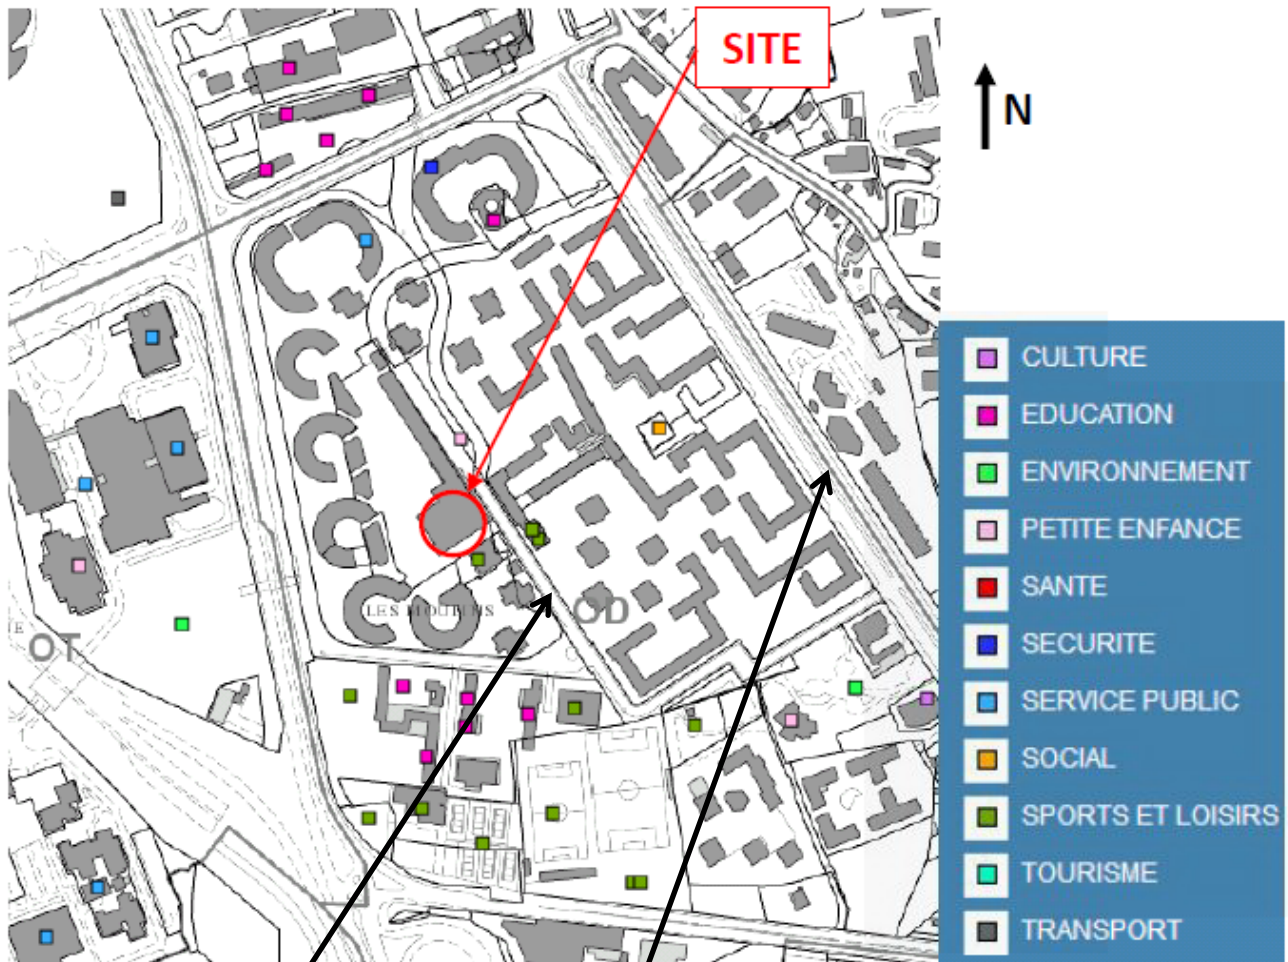 SITE
N
CULTURE
EDUCATION
ENVIRONNEMENT
PETITE ENFANCE
SANTE
SECURITE
SERVICE PUBLIC
SOCIAL
SPORTS ET LOISIRS
TOURISME
TRANSPORT
LES MOULINS
OD
OT